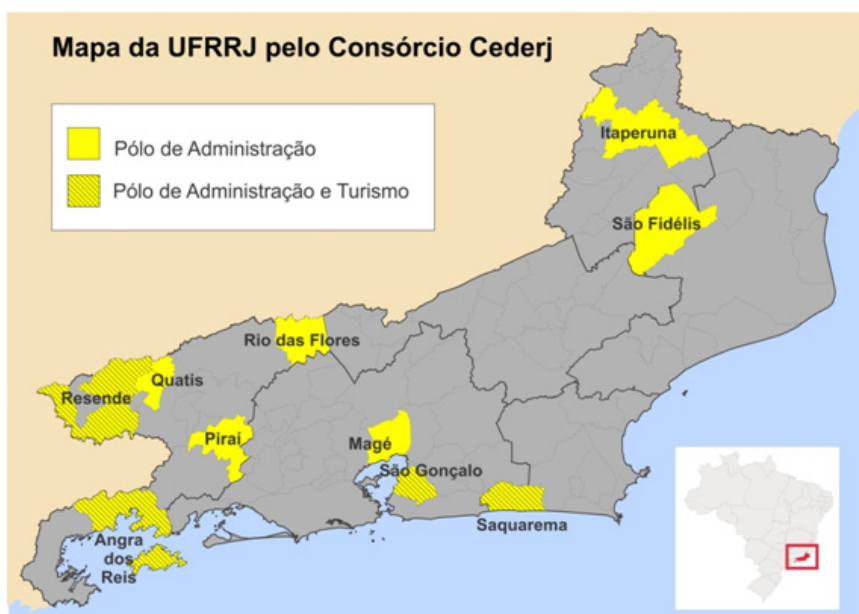 Mapa da UFRRJ pelo Consórcio Cederj
Pólo de Administração
Pólo de Administração e Turismo
Itaperuna
São Fidélis
Rio das Flores
Quatis
Resende
Piraí
Magé
São Gonçalo
Saquarema
Angra
dos
Reis